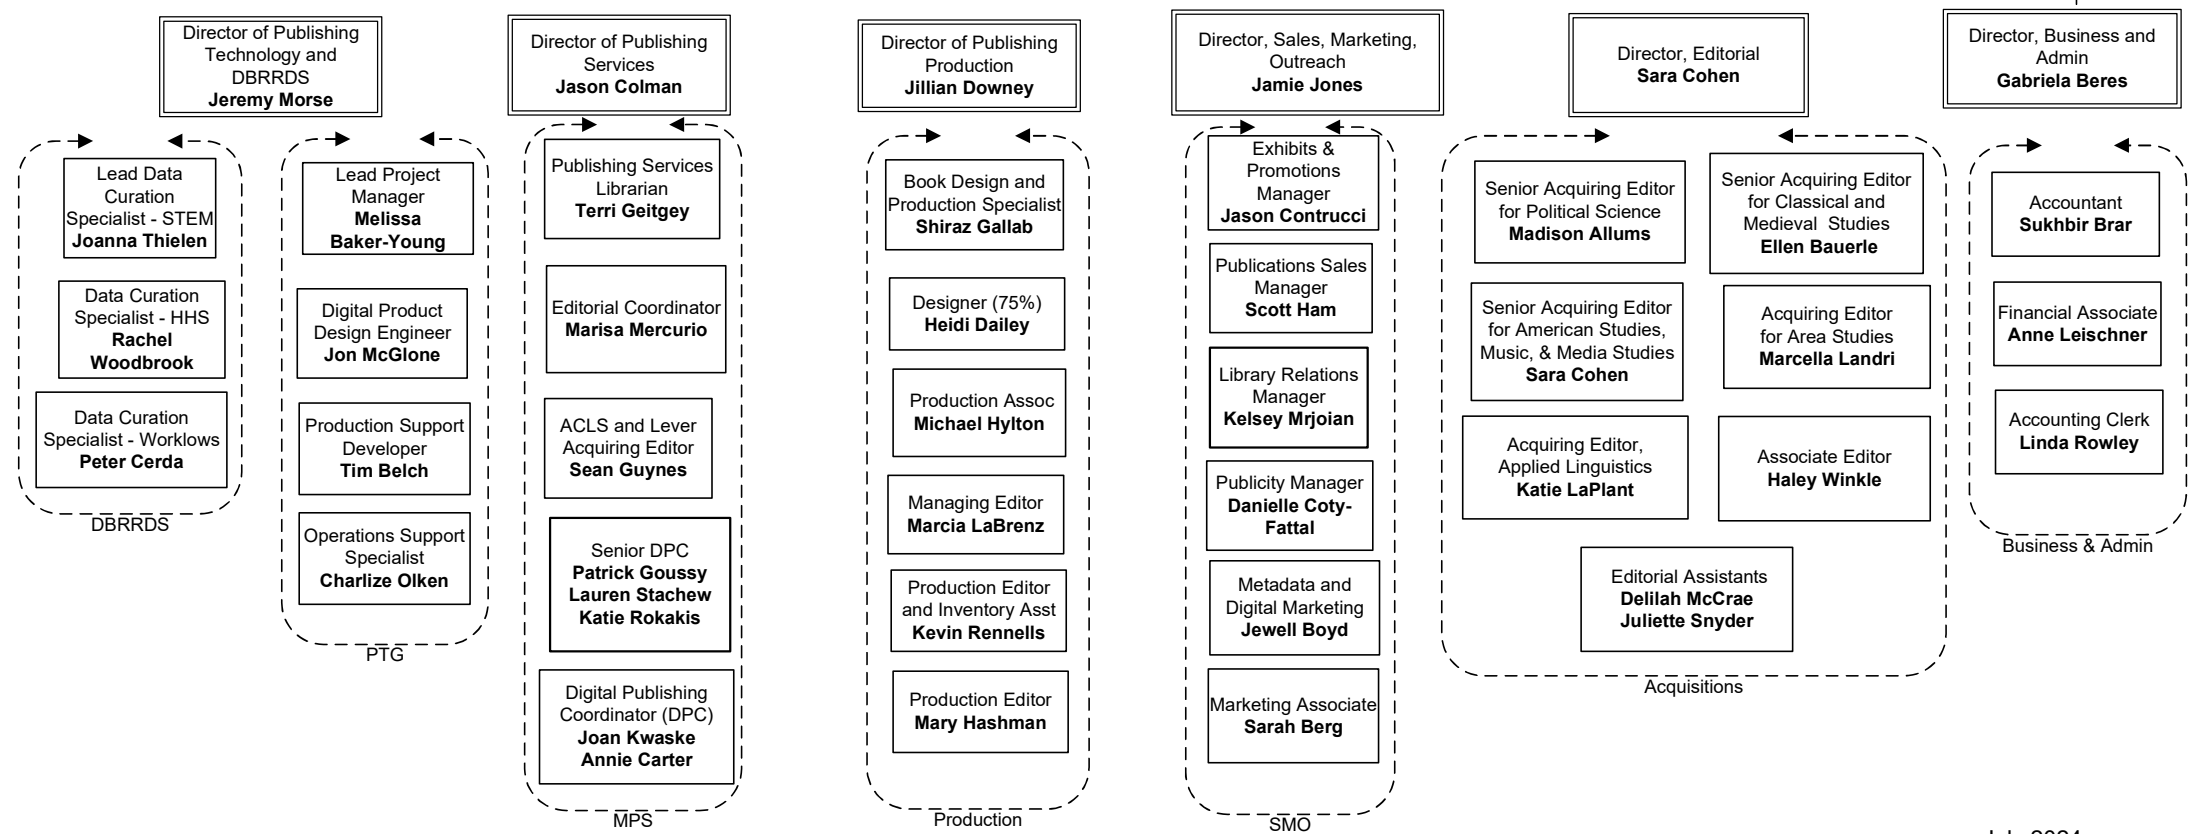 Director of Publishing
Technology and
DBRRDS
Jeremy Morse
Lead Data
Curation
Specialist - STEM
Joanna Thielen
Data Curation
Specialist - HHS
Rachel
Woodbrook
Data Curation
Specialist - Worklows
Peter Cerda
DBRRDS
Lead Project
Manager
Melissa
Baker-Young
Digital Product
Design Engineer
Jon McGlone
Production Support
Developer
Tim Belch
Operations Support
Specialist
Charlize Olken
PTG
Director of Publishing
Services
Jason Colman
Publishing Services
Librarian
Terri Geitgey
Editorial Coordinator
Marisa Mercurio
ACLS and Lever
Acquiring Editor
Sean Guynes
Senior DPC
Patrick Goussy
Lauren Stachew
Katie Rokakis
Digital Publishing
Coordinator (DPC)
Joan Kwaske
Annie Carter
MPS
Director of Publishing
Production
Jillian Downey
Book Design and
Production Specialist
Shiraz Gallab
Designer (75%)
Heidi Dailey
Production Assoc
Michael Hylton
Managing Editor
Marcia LaBrenz
Production Editor
and Inventory Asst
Kevin Rennells
Production Editor
Mary Hashman
Production
Director, Sales, Marketing,
Outreach
Jamie Jones
Exhibits &
Promotions
Manager
Jason Contrucci
Publications Sales
Manager
Scott Ham
Library Relations
Manager
Kelsey Mrjoian
Publicity Manager
Danielle Coty-
Fattal
Metadata and
Digital Marketing
Jewell Boyd
Marketing Associate
Sarah Berg
SMO
Director, Editorial
Sara Cohen
Senior Acquiring Editor
for Political Science
Madison Allums
Senior Acquiring Editor
for Classical and
Medieval Studies
Ellen Bauerle
Senior Acquiring Editor
for American Studies,
Music, & Media Studies
Sara Cohen
Acquiring Editor
for Area Studies
Marcella Landri
Acquiring Editor,
Applied Linguistics
Katie LaPlant
Associate Editor
Haley Winkle
Editorial Assistants
Delilah McCrae
Juliette Snyder
Acquisitions
Director, Business and
Admin
Gabriela Beres
Accountant
Sukhbir Brar
Financial Associate
Anne Leischner
Accounting Clerk
Linda Rowley
Business & Admin
2024